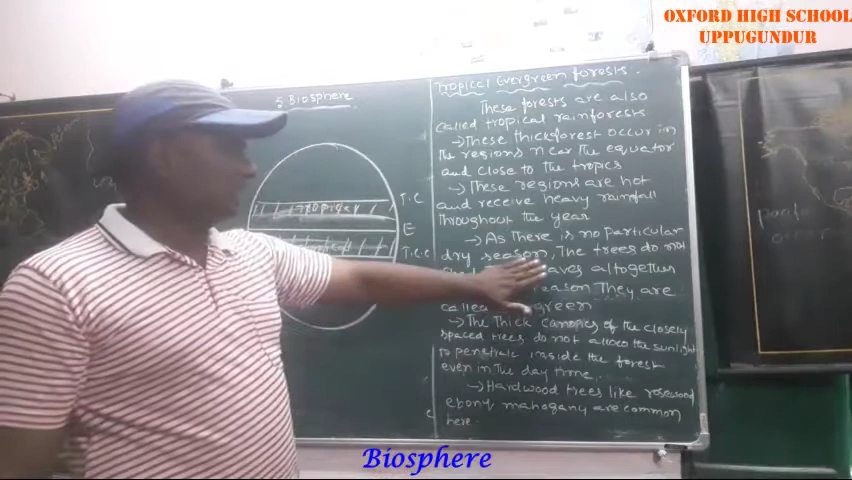 OXFORD HIGH SCHOOL
UPPUGUNDUR
5. Biosphere
tropical
T.C
E
T.C.C
Tropical Evergreen forests.
These forests are also
called tropical rainforests
→ These thick forest occur in
the regions near the equator
and close to the tropics
→ These regions are hot
and receive heavy rainfall
throughout the year
→ As There is no particular
dry season, The trees do not
leaves altogether
reason They are
called green
→ The thick canopies of the closely
spaced trees do not allow the sunlight
to penetrate inside the forest
even in the day time.
→ Hardwood trees like rosewood
ebony mahogany are common
here.
Biosphere